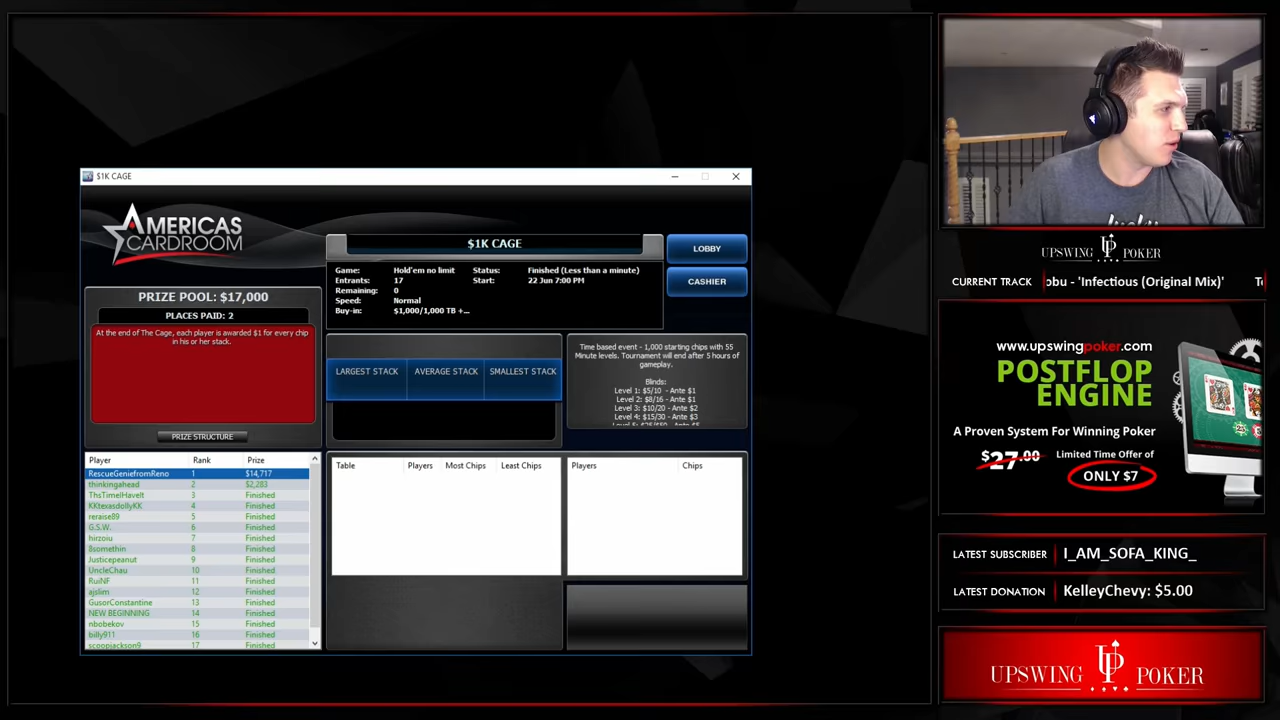 $1K CAGE
AMERICAS
CARDROOM
$1K CAGE
LOBBY
CASHIER
Game: Hold'em no limit Status: Finished (Less than a minute)
Entrants: 17 Start: 22 Jun 7:00 PM
Remaining: 0
Speed: Normal
Buy-in: $1,000/1,000 TB +...
PRIZE POOL: $17,000
PLACES PAID: 2
At the end of The Cage, each player is awarded $1 for every chip
in his or her stack.
PRIZE STRUCTURE
LARGEST STACK AVERAGE STACK SMALLEST STACK
Time based event - 1,000 starting chips with 55
Minute levels. Tournament will end after 5 hours of
gameplay.
Blinds:
Level 1: $5/10 - Ante $1
Level 2: $8/16 - Ante $1
Level 3: $10/20 - Ante $2
Level 4: $15/30 - Ante $3
Player Rank Prize
RescueGeniefromReno 1 $14,717
thinkingahead 2 $2,283
ThsTimeIHaveIt 3 Finished
KKtexasdollyKK 4 Finished
reraise89 5 Finished
G.S.W. 6 Finished
hirzoiu 7 Finished
8somethin 8 Finished
Justicepeanut 9 Finished
UncleChau 10 Finished
RuiNF 11 Finished
ajslim 12 Finished
GusorConstantine 13 Finished
NEW BEGINNING 14 Finished
nbobekov 15 Finished
billy911 16 Finished
scoopjackson9 17 Finished
Table Players Most Chips Least Chips
Players Chips
UPSWING UP POKER
CURRENT TRACK obu - 'Infectious (Original Mix)' To
www.upswingpoker.com
POSTFLOP
ENGINE
A Proven System For Winning Poker
$27.00 Limited Time Offer of
ONLY $7
LATEST SUBSCRIBER I_AM_SOFA_KING_
LATEST DONATION KelleyChevy: $5.00
UPSWING UP POKER